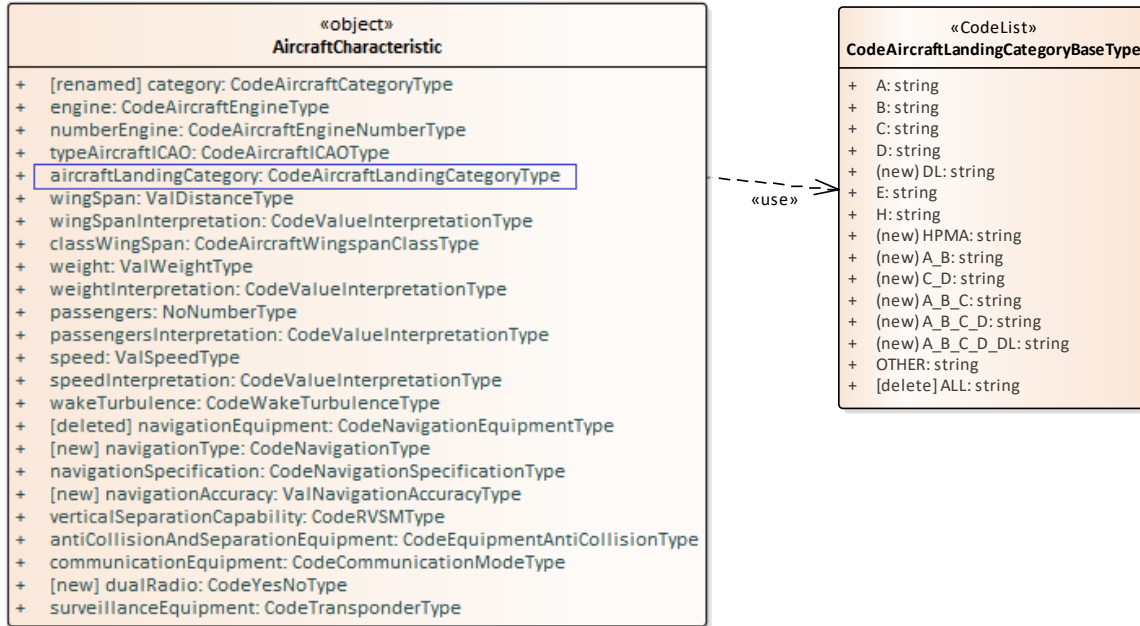 «object»
AircraftCharacteristic
+ [renamed] category: CodeAircraftCategoryType
+ engine: CodeAircraftEngineType
+ numberEngine: CodeAircraftEngineNumberType
+ typeAircraftICAO: CodeAircraftICAOType
+ aircraftLandingCategory: CodeAircraftLandingCategoryType
+ wingSpan: ValDistanceType
+ wingSpanInterpretation: CodeValueInterpretationType
+ classWingSpan: CodeAircraftWingspanClassType
+ weight: ValWeightType
+ weightInterpretation: CodeValueInterpretationType
+ passengers: NoNumberType
+ passengersInterpretation: CodeValueInterpretationType
+ speed: ValSpeedType
+ speedInterpretation: CodeValueInterpretationType
+ wakeTurbulence: CodeWakeTurbulenceType
+ [deleted] navigationEquipment: CodeNavigationEquipmentType
+ [new] navigationType: CodeNavigationType
+ navigationSpecification: CodeNavigationSpecificationType
+ [new] navigationAccuracy: ValNavigationAccuracyType
+ verticalSeparationCapability: CodeRVSMType
+ antiCollisionAndSeparationEquipment: CodeEquipmentAntiCollisionType
+ communicationEquipment: CodeCommunicationModeType
+ [new] dualRadio: CodeYesNoType
+ surveillanceEquipment: CodeTransponderType
«use»
«CodeList»
CodeAircraftLandingCategoryBaseType
+ A: string
+ B: string
+ C: string
+ D: string
+ (new) DL: string
+ E: string
+ H: string
+ (new) HPMA: string
+ (new) A_B: string
+ (new) C_D: string
+ (new) A_B_C: string
+ (new) A_B_C_D: string
+ (new) A_B_C_D_DL: string
+ OTHER: string
+ [delete] ALL: string